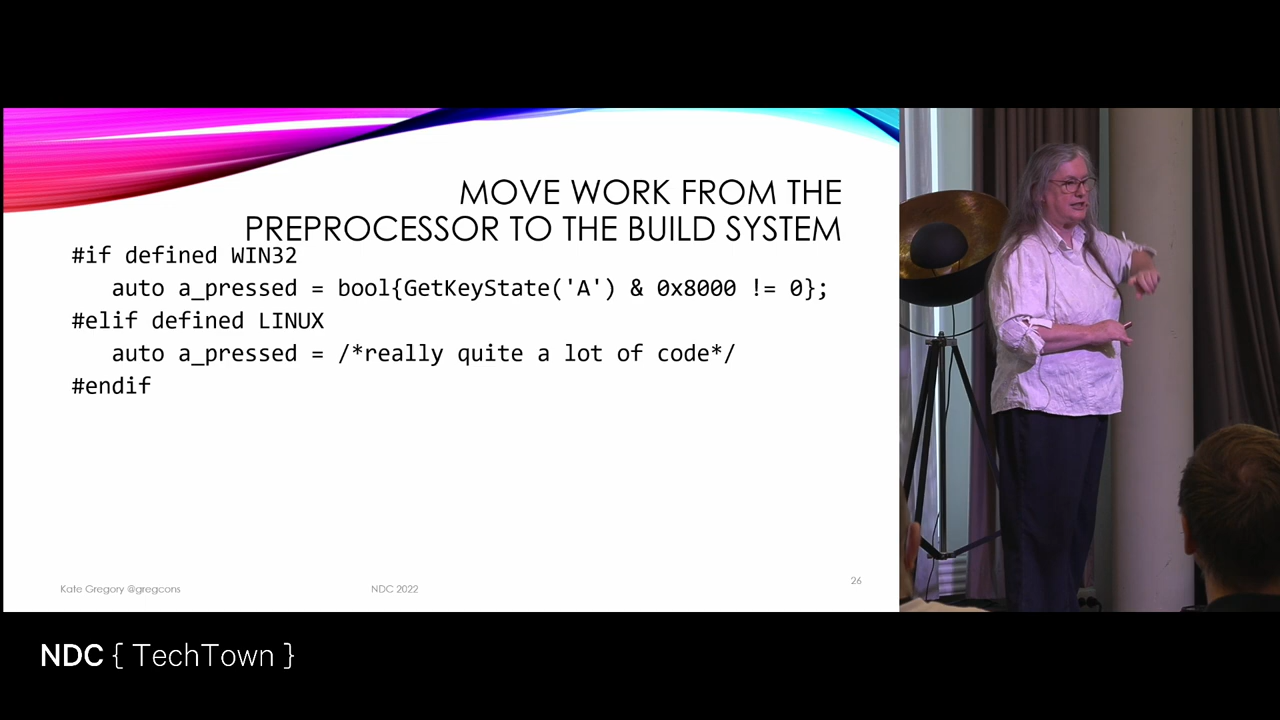 MOVE WORK FROM THE
PREPROCESSOR TO THE BUILD SYSTEM
#if defined WIN32
auto a_pressed = bool{GetKeyState('A') & 0x8000 != 0};
#elif defined LINUX
auto a_pressed = /*really quite a lot of code*/
#endif
Kate Gregory @gregcons
NDC 2022
26
NDC { TechTown }